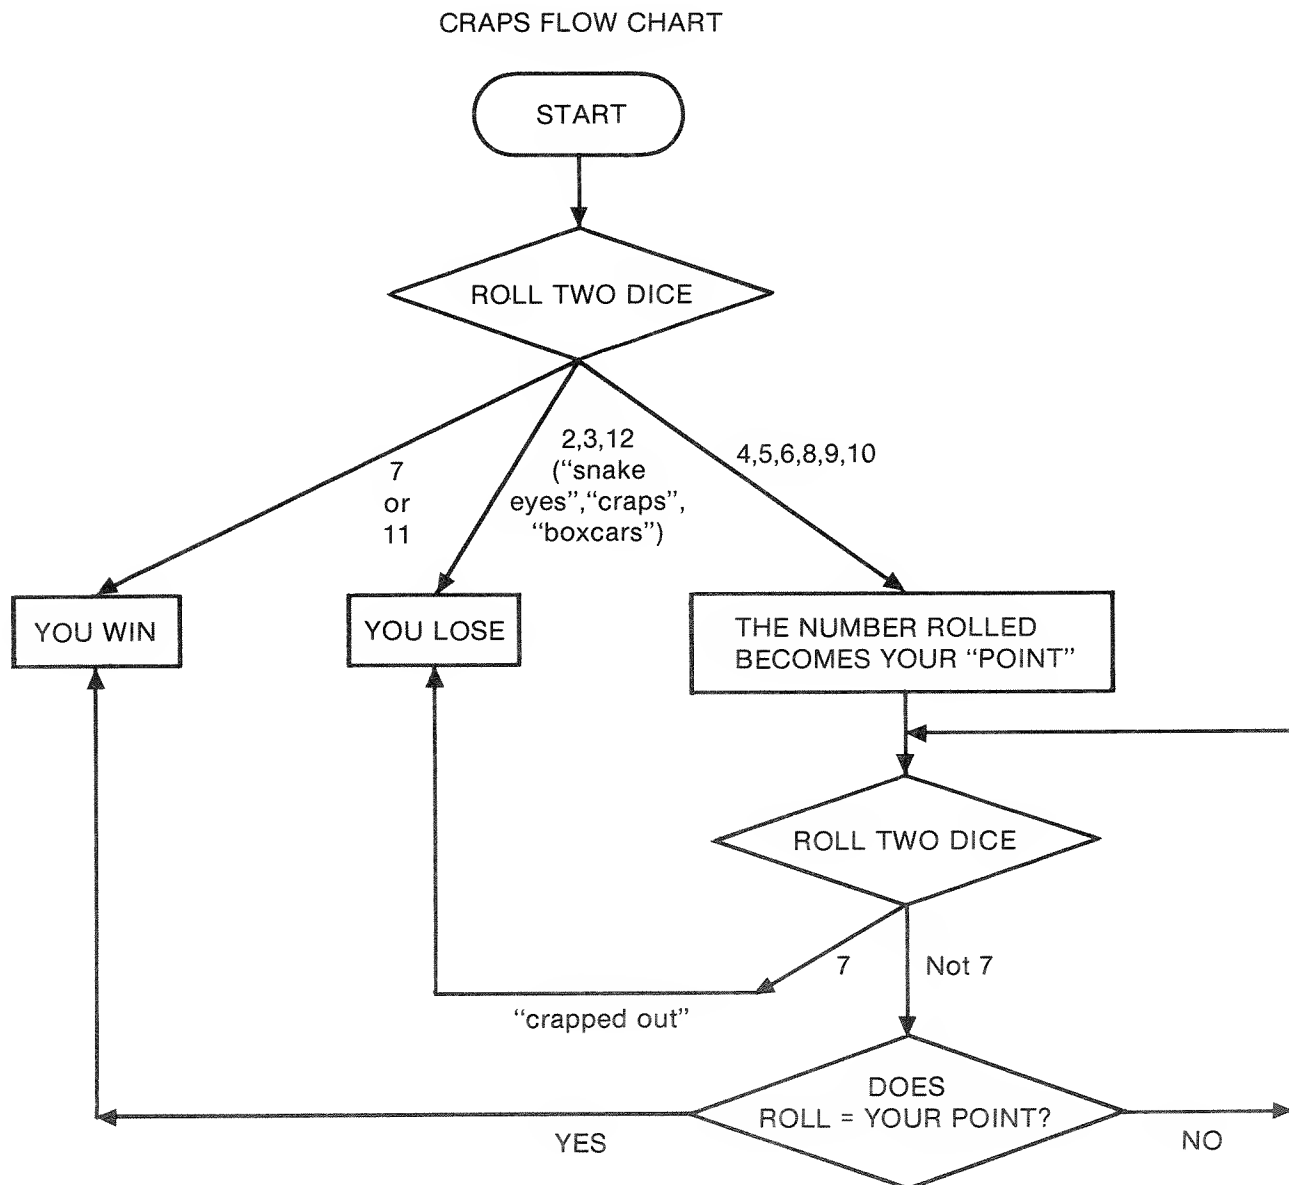 CRAPS FLOW CHART
START
ROLL TWO DICE
7
or
11
2,3,12
(“snake
eyes”,“craps”,
“boxcars”)
4,5,6,8,9,10
YOU WIN
YOU LOSE
THE NUMBER ROLLED
BECOMES YOUR “POINT”
ROLL TWO DICE
7
Not 7
“crapped out”
DOES
ROLL = YOUR POINT?
YES
NO